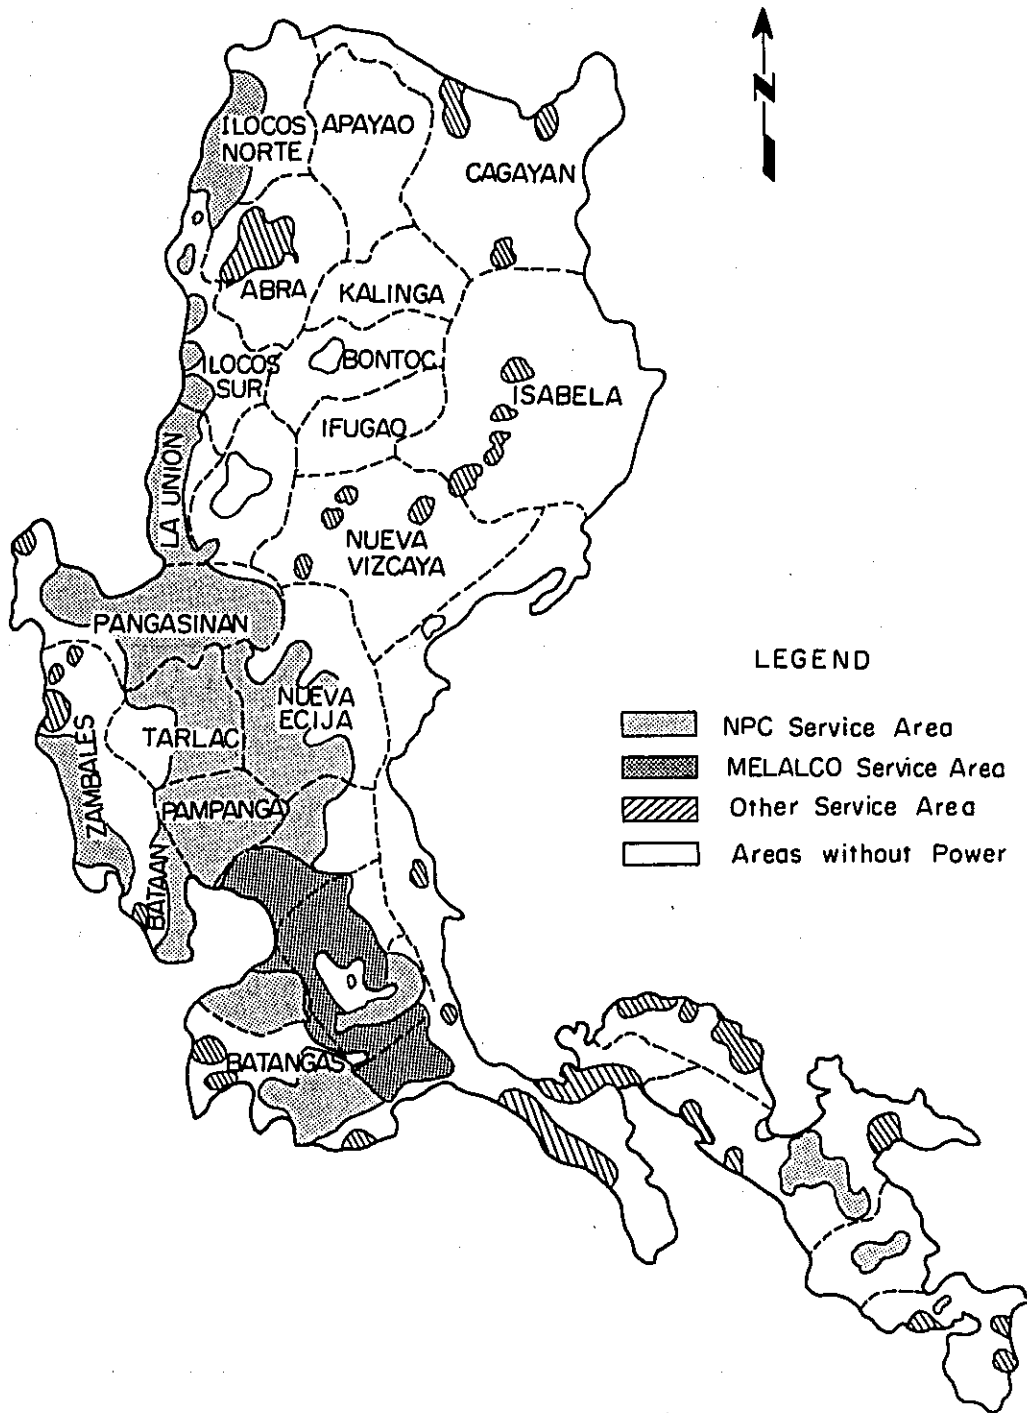 N
ILOCOS
NORTE
APAYAO
CAGAYAN
ABRA
KALINGA
ILOCOS
SUR
BONTOC
ISABELA
IFUGAO
LA UNION
NUEVA
VIZCAYA
PANGASINAN
NUEVA
ECIJA
TARLAC
ZAMBALES
PAMPANGA
BATAAN
BATANGAS
LEGEND
NPC Service Area
MELALCO Service Area
Other Service Area
Areas without Power